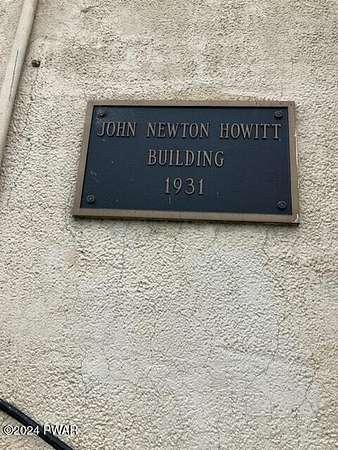 JOHN NEWTON HOWITT
BUILDING
1931
©2024 PWAR